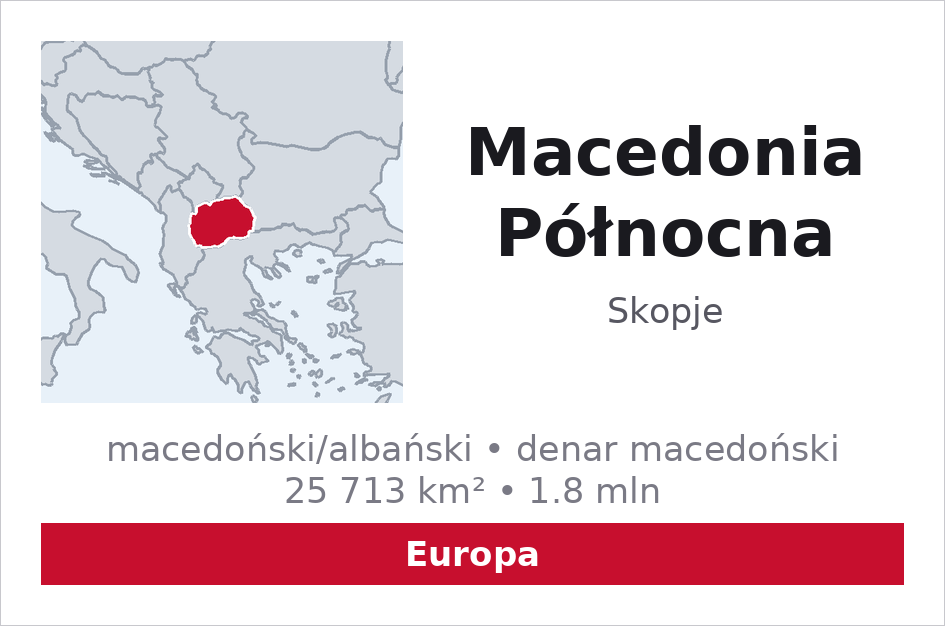 Macedonia
Północna
Skopje
macedoński/albański • denar macedoński
25 713 km² • 1.8 mln
Europa